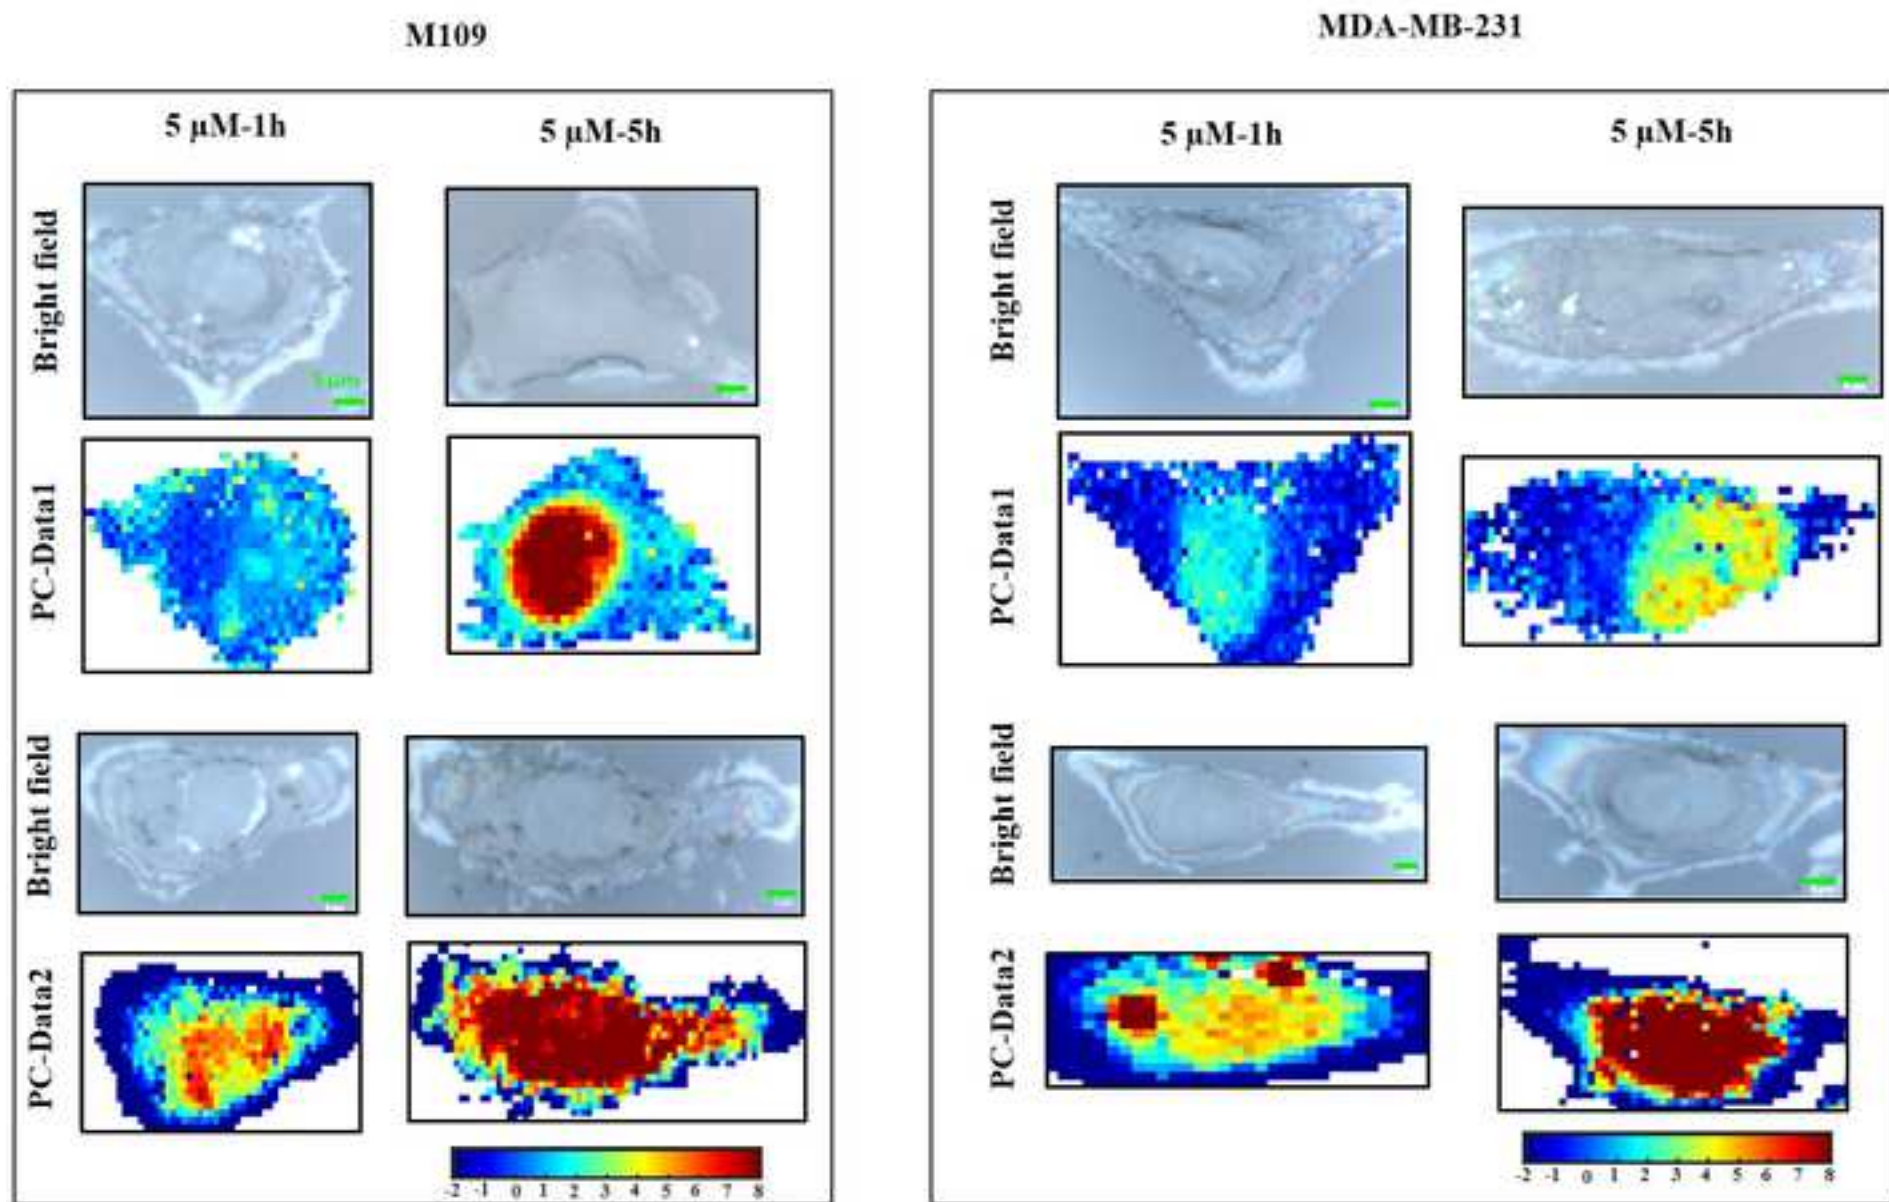 M109
MDA-MB-231
5 µM-1h
5 µM-5h
Bright field
5 µm
PC-Data1
Bright field
PC-Data2
-2 -1 0 1 2 3 4 5 6 7 8
5 µM-1h
5 µM-5h
Bright field
PC-Data1
Bright field
PC-Data2
-2 -1 0 1 2 3 4 5 6 7 8